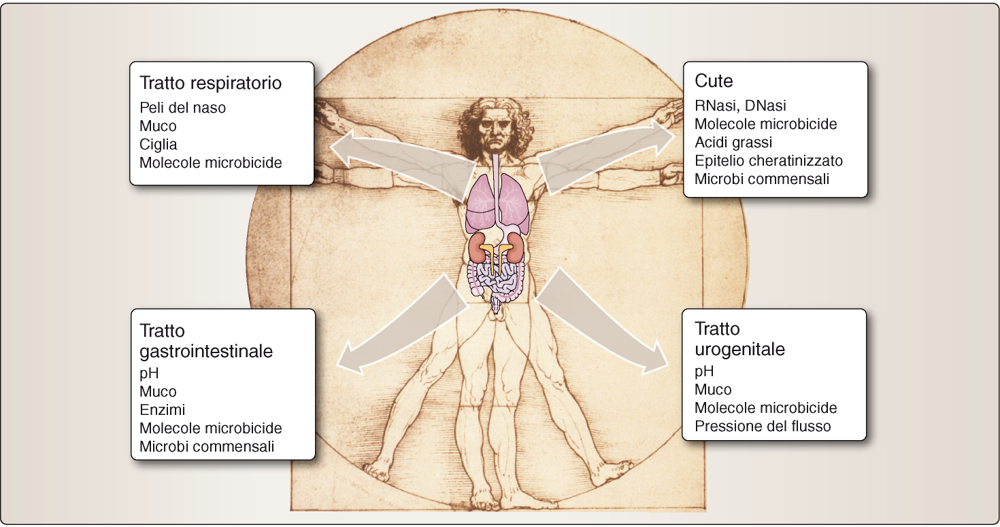 Tratto respiratorio
Peli del naso
Muco
Ciglia
Molecole microbicide
Cute
RNasi, DNasi
Molecole microbicide
Acidi grassi
Epitelio cheratinizzato
Microbi commensali
Tratto
gastrointestinale
pH
Muco
Enzimi
Molecole microbicide
Microbi commensali
Tratto
urogenitale
pH
Muco
Molecole microbicide
Pressione del flusso